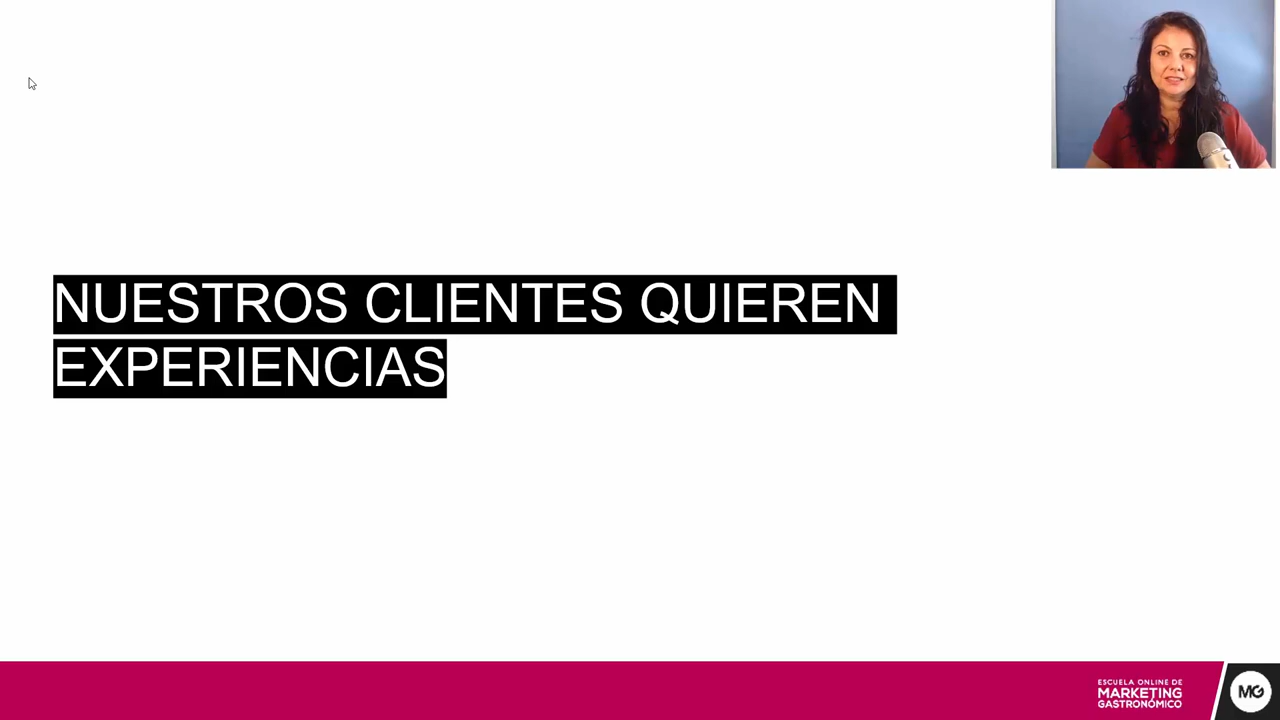 NUESTROS CLIENTES QUIEREN
EXPERIENCIAS
ESCUELA ONLINE DE
MARKETING
GASTRONÓMICO
MG